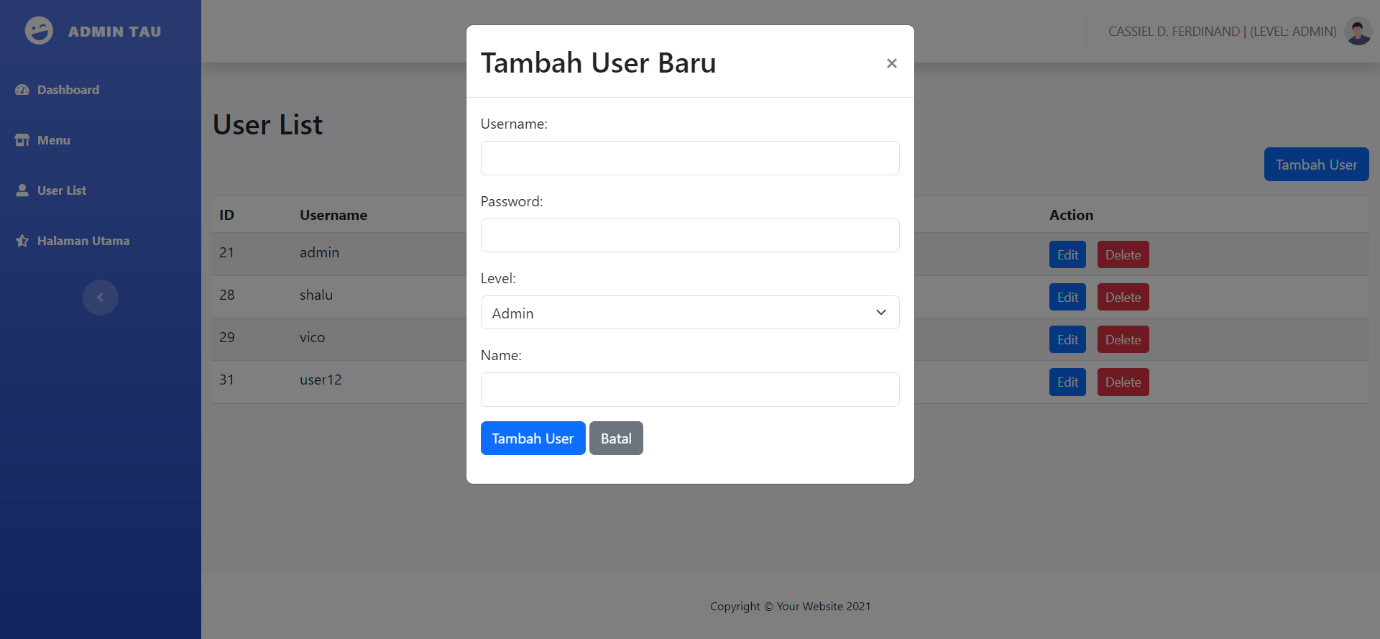 ADMIN TAU
Dashboard
Menu
User List
Halaman Utama
CASSIEL D. FERDINAND | (LEVEL: ADMIN)
User List
Tambah User
ID Username Action
21 admin Edit Delete
28 shalu Edit Delete
29 vico Edit Delete
31 user12 Edit Delete
Tambah User Baru
×
Username:
Password:
Level:
Admin
Name:
Tambah User Batal
Copyright © Your Website 2021